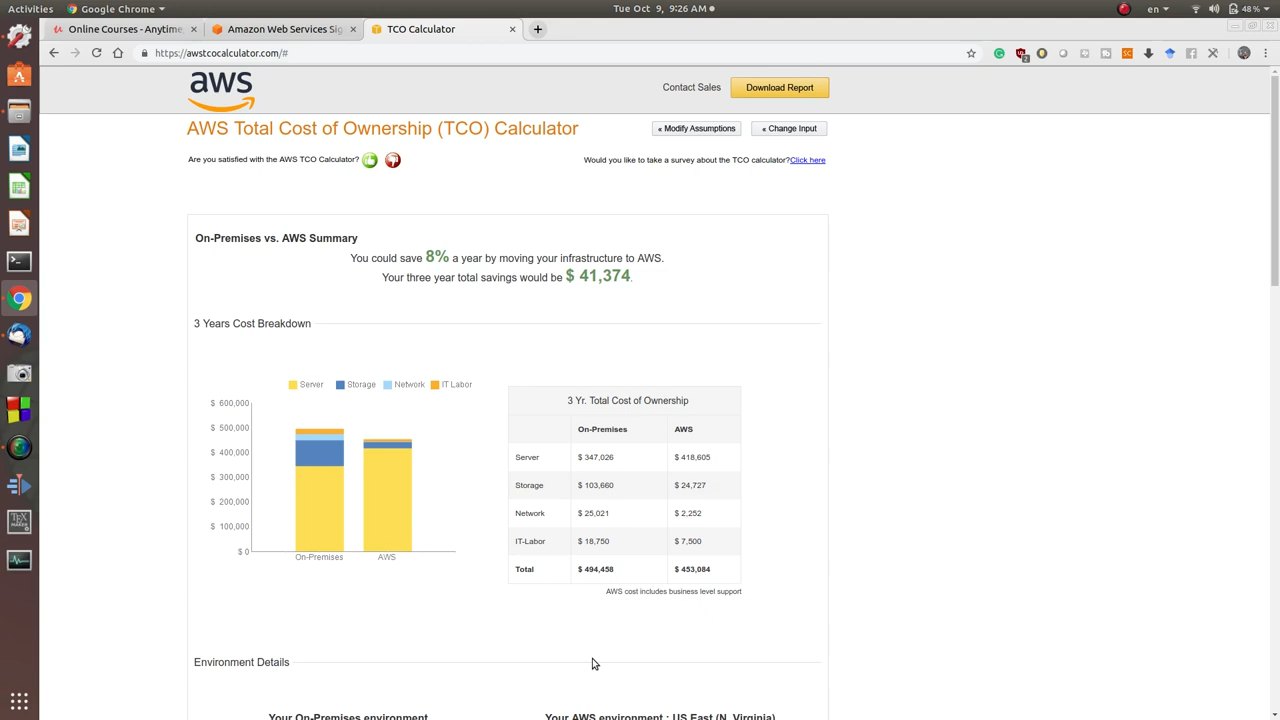 Activities Google Chrome Tue Oct 9, 9:26 AM en 48%
Online Courses - Anytime, Amazon Web Services Sig TCO Calculator
https://awstcocalculator.com/#
aws Contact Sales Download Report
AWS Total Cost of Ownership (TCO) Calculator « Modify Assumptions « Change Input
Are you satisfied with the AWS TCO Calculator? Would you like to take a survey about the TCO calculator?Click here
On-Premises vs. AWS Summary
You could save 8% a year by moving your infrastructure to AWS.
Your three year total savings would be $ 41,374.
3 Years Cost Breakdown
Server Storage Network IT Labor
$ 600,000
$ 500,000
$ 400,000
$ 300,000
$ 200,000
$ 100,000
$ 0
On-Premises AWS
3 Yr. Total Cost of Ownership
On-Premises AWS
Server $ 347,026 $ 418,605
Storage $ 103,660 $ 24,727
Network $ 25,021 $ 2,252
IT-Labor $ 18,750 $ 7,500
Total $ 494,458 $ 453,084
AWS cost includes business level support
Environment Details
Your On-Premises environment Your AWS environment : US East (N. Virginia)